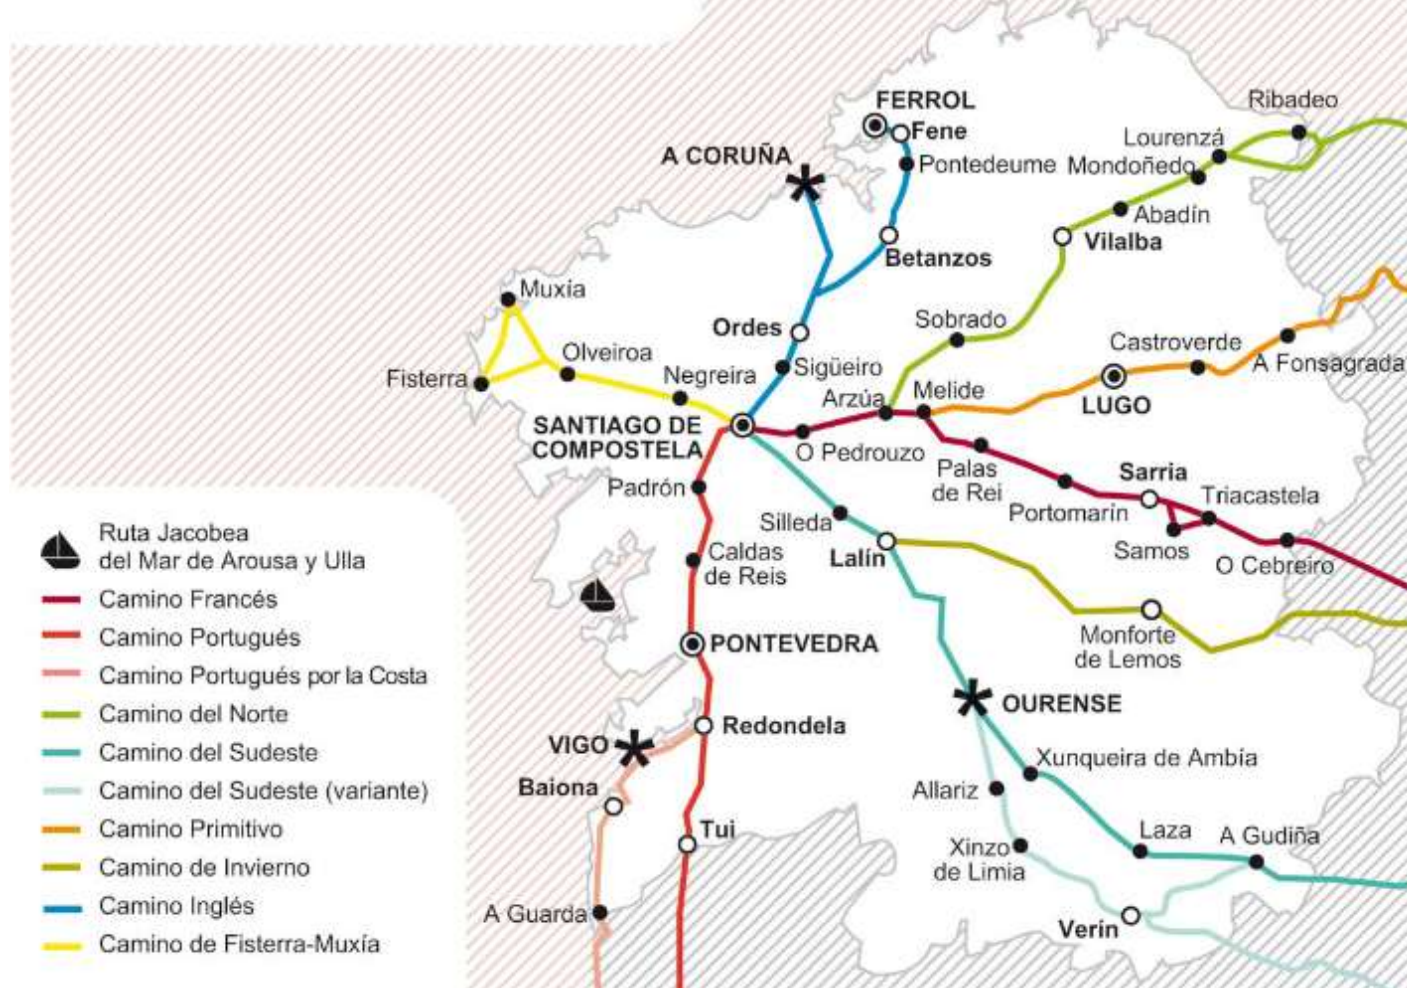 FERROL
Fene
Ribadeo
Lourenzá
A CORUÑA
Pontedeume
Mondoñedo
Abadín
Vilalba
Betanzos
Muxía
Ordes
Sobrado
Olveiroa
Castroverde
Sigüeiro
A Fonsagrada
Fisterra
Negreira
Arzúa
Melide
LUGO
SANTIAGO DE
COMPOSTELA
O Pedrouzo
Palas
de Rei
Sarria
Padrón
Portomarín
Triacastela
Silleda
Samos
Lalín
O Cebreiro
Caldas
de Reis
Monforte
de Lemos
PONTEVEDRA
OURENSE
Redondela
VIGO
Xunqueira de Ambía
Baiona
Allariz
Tui
Laza
A Gudiña
Xinzo
de Limia
A Guarda
Verín
Ruta Jacobea
del Mar de Arousa y Ulla
Camino Francés
Camino Portugués
Camino Portugués por la Costa
Camino del Norte
Camino del Sudeste
Camino del Sudeste (variante)
Camino Primitivo
Camino de Invierno
Camino Inglés
Camino de Fisterra-Muxía